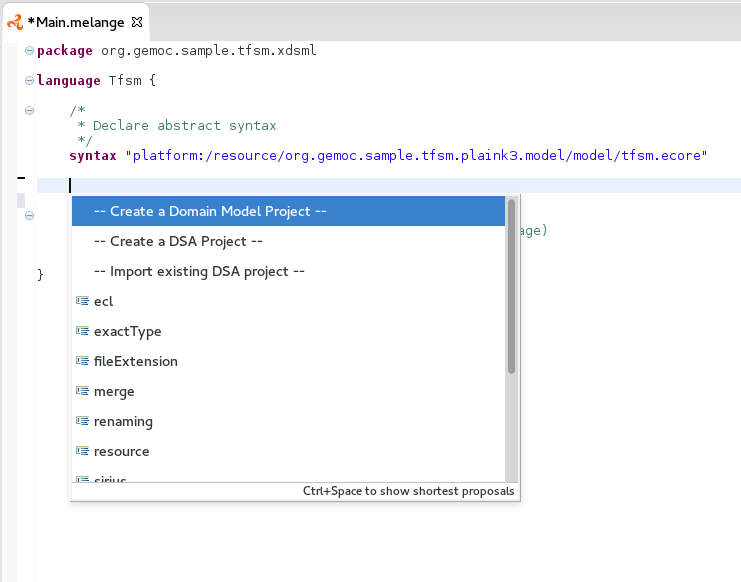 *Main.melange
package org.gemoc.sample.tfsm.xdsml
language Tfsm {
/*
* Declare abstract syntax
*/
syntax "platform:/resource/org.gemoc.sample.tfsm.plaink3.model/model/tfsm.ecore"
-- Create a Domain Model Project --
age)
-- Create a DSA Project --
-- Import existing DSA project --
}
ecl
exactType
fileExtension
merge
renaming
resource
sirius
Ctrl+Space to show shortest proposals